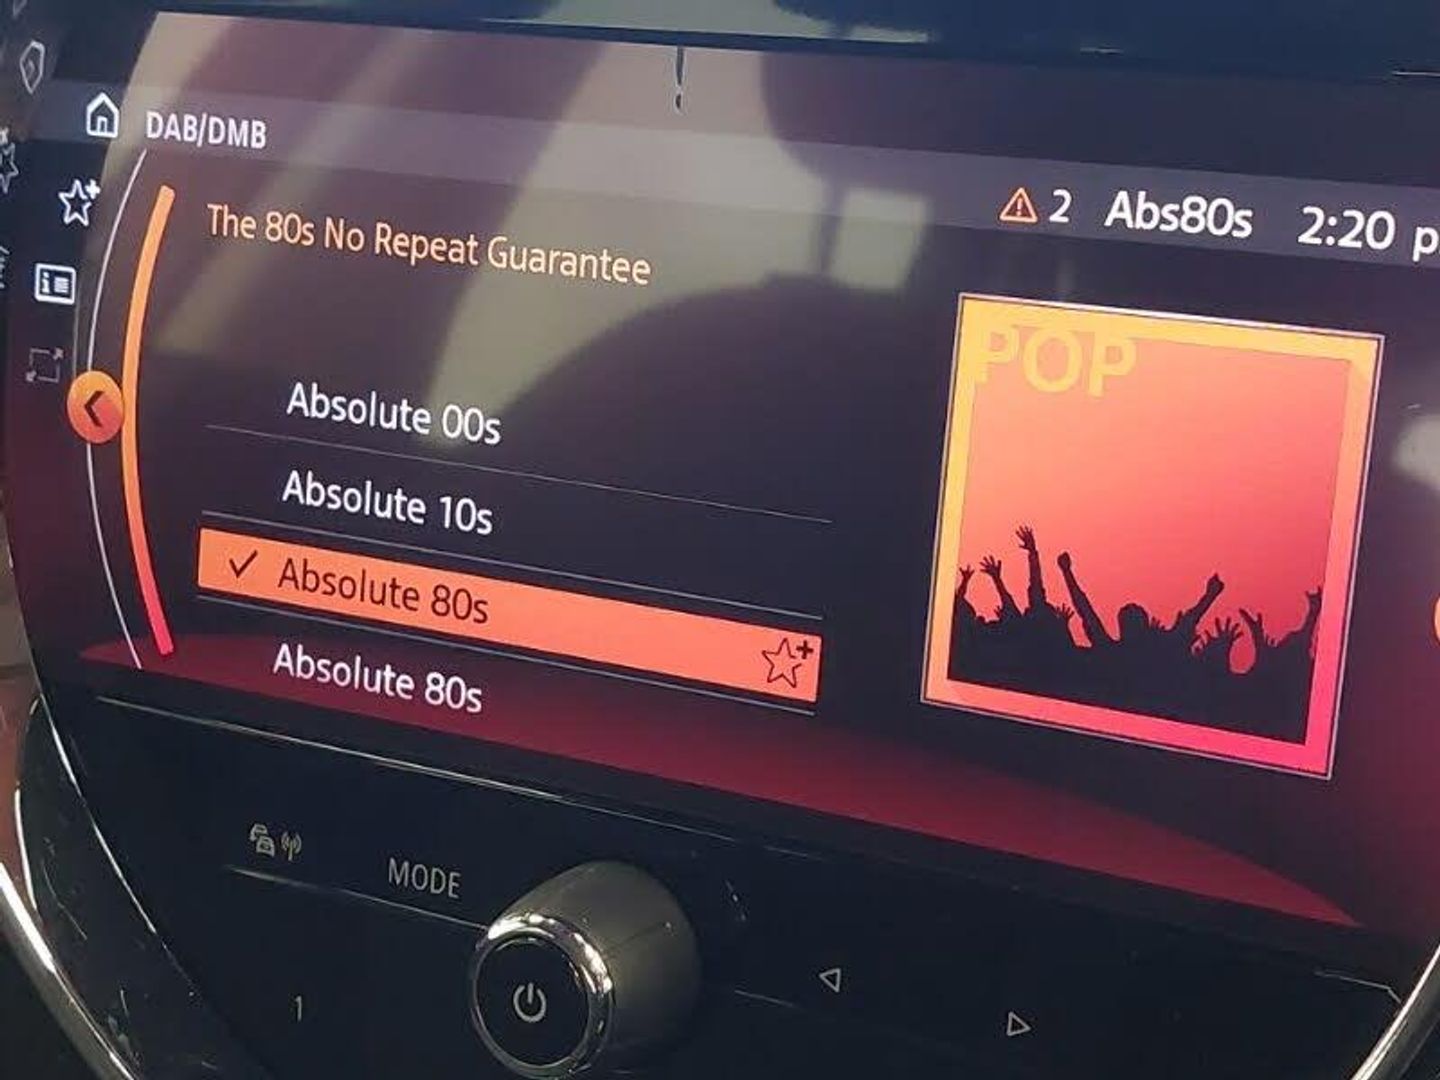 DAB/DMB
2 Abs80s 2:20 p
The 80s No Repeat Guarantee
POP
Absolute 00s
Absolute 10s
Absolute 80s
Absolute 80s
MODE
1